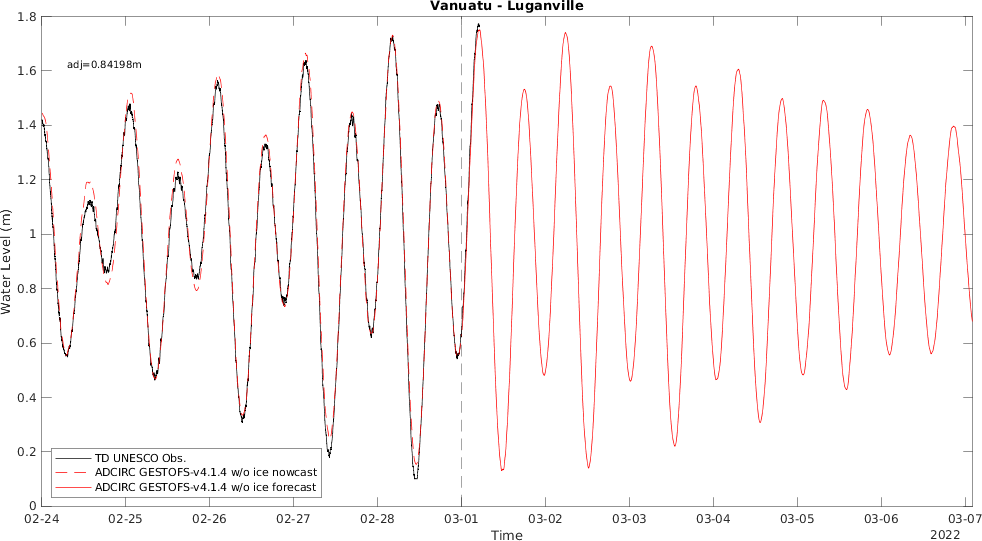 Vanuatu - Luganville
adj=0.84198m
1.8
1.6
1.4
1.2
1
0.8
0.6
0.4
0.2
0
Water Level (m)
TD UNESCO Obs.
ADCIRC GESTOFS-v4.1.4 w/o ice nowcast
ADCIRC GESTOFS-v4.1.4 w/o ice forecast
02-24 02-25 02-26 02-27 02-28 03-01 03-02 03-03 03-04 03-05 03-06 03-07
Time
2022